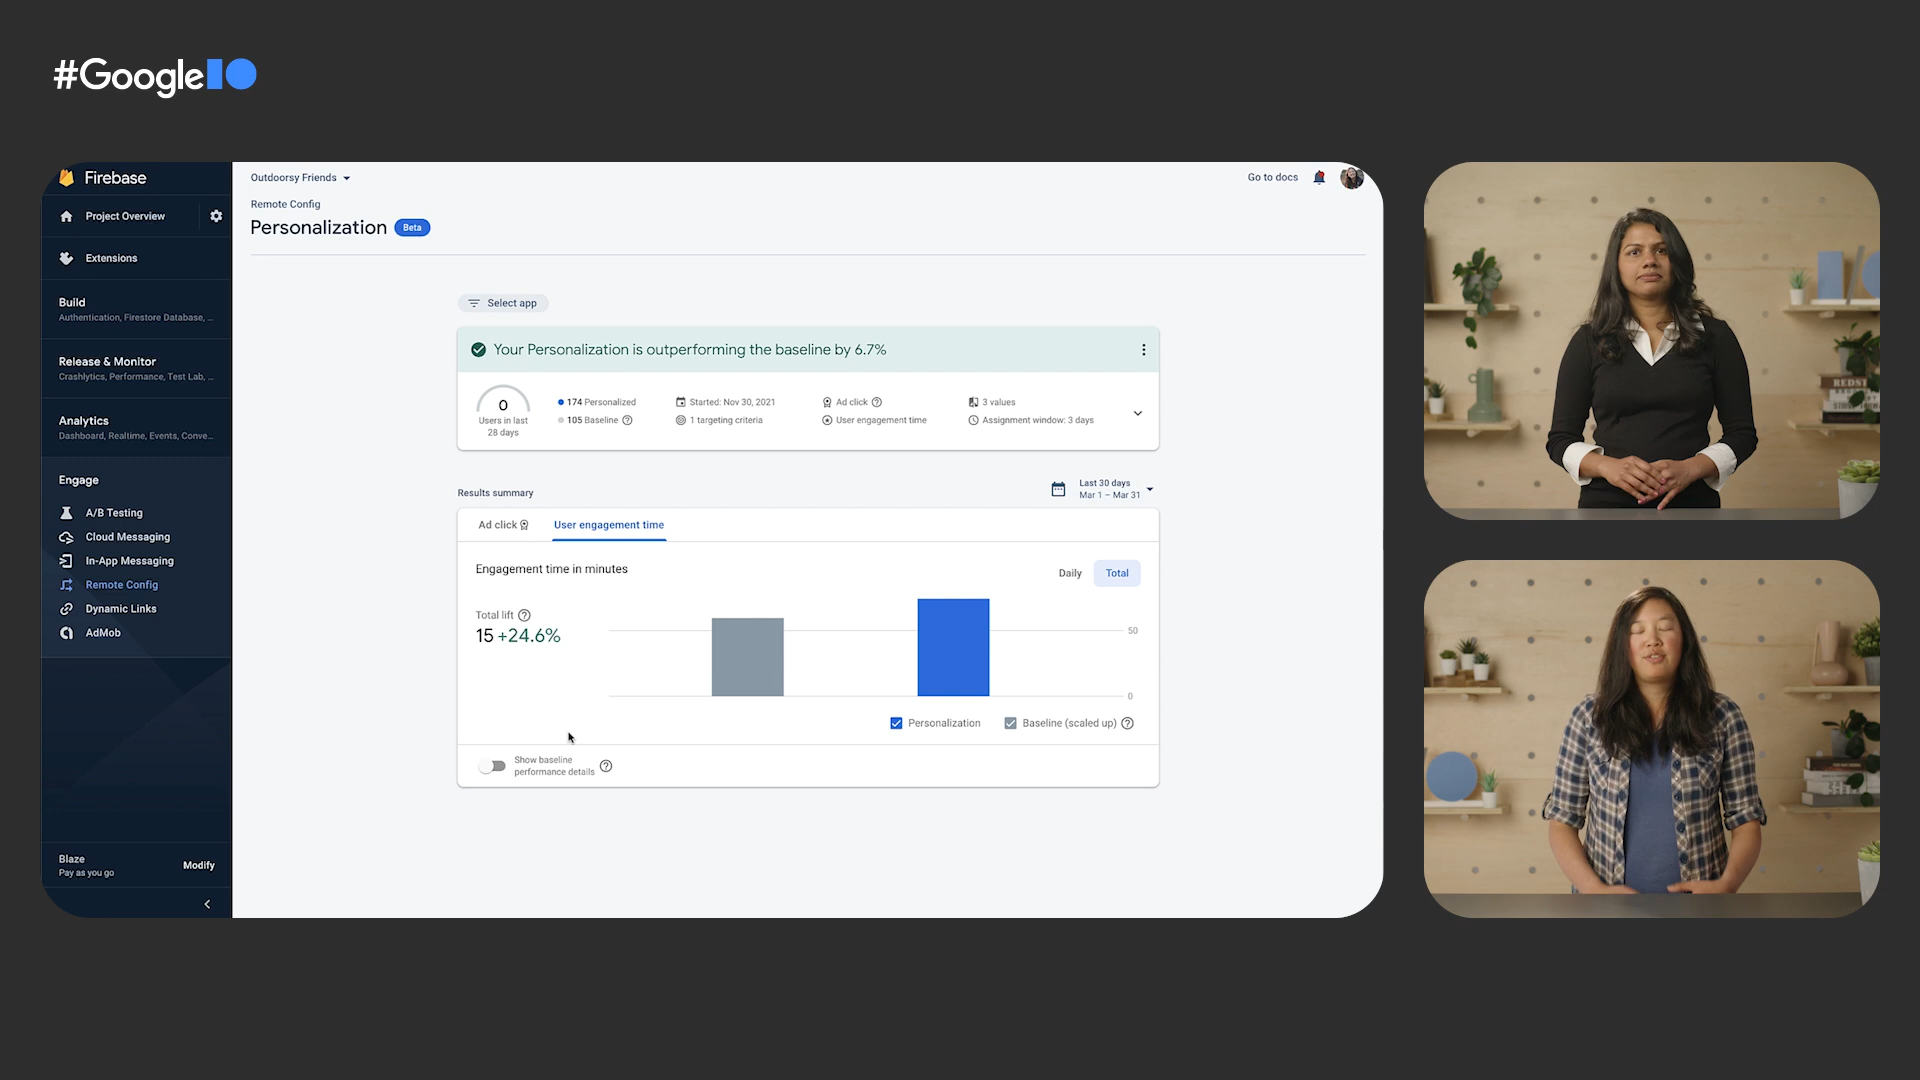 #GoogleIO
Firebase
Project Overview
Extensions
Build
Authentication, Firestore Database, ...
Release & Monitor
Crashlytics, Performance, Test Lab, ...
Analytics
Dashboard, Realtime, Events, Conve...
Engage
A/B Testing
Cloud Messaging
In-App Messaging
Remote Config
Dynamic Links
AdMob
Blaze
Pay as you go
Modify
Outdoorsy Friends
Go to docs
Remote Config
Personalization Beta
Select app
Your Personalization is outperforming the baseline by 6.7%
0
Users in last
28 days
174 Personalized
105 Baseline
Started: Nov 30, 2021
1 targeting criteria
Ad click
User engagement time
3 values
Assignment window: 3 days
Results summary
Last 30 days
Mar 1 – Mar 31
Ad click
User engagement time
Engagement time in minutes
Daily
Total
Total lift
15 +24.6%
50
0
Personalization
Baseline (scaled up)
Show baseline
performance details